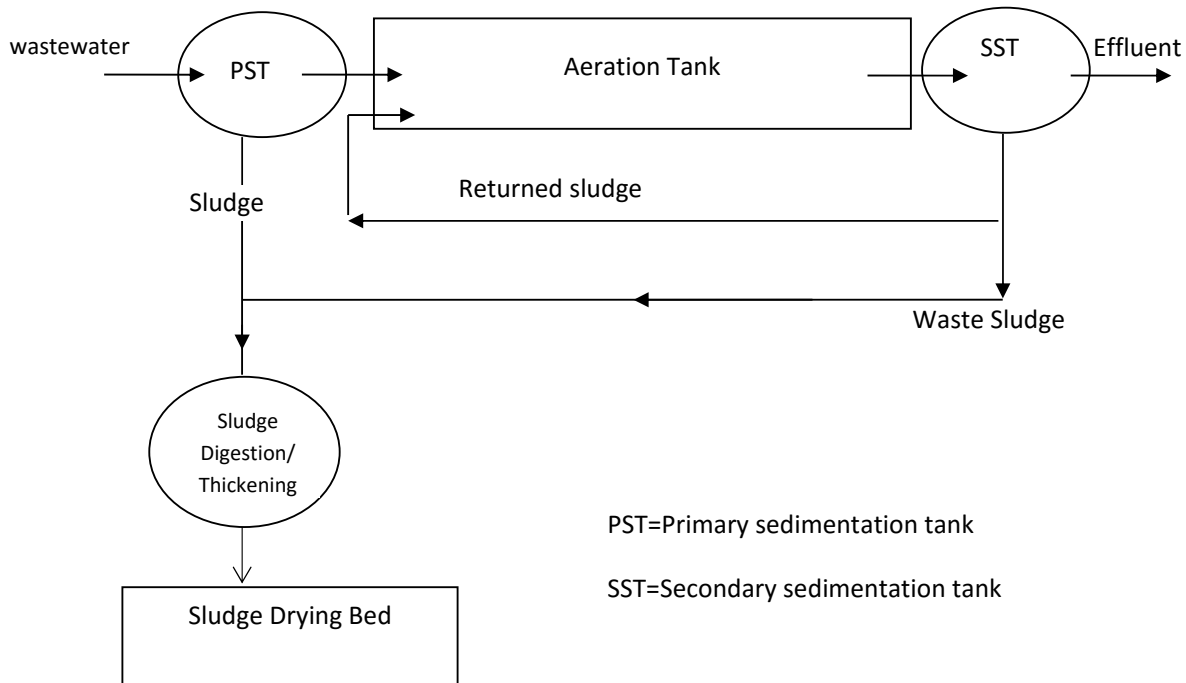 wastewater
PST
Aeration Tank
SST
Effluent
Returned sludge
Sludge
Waste Sludge
Sludge
Digestion/
Thickening
PST=Primary sedimentation tank
SST=Secondary sedimentation tank
Sludge Drying Bed